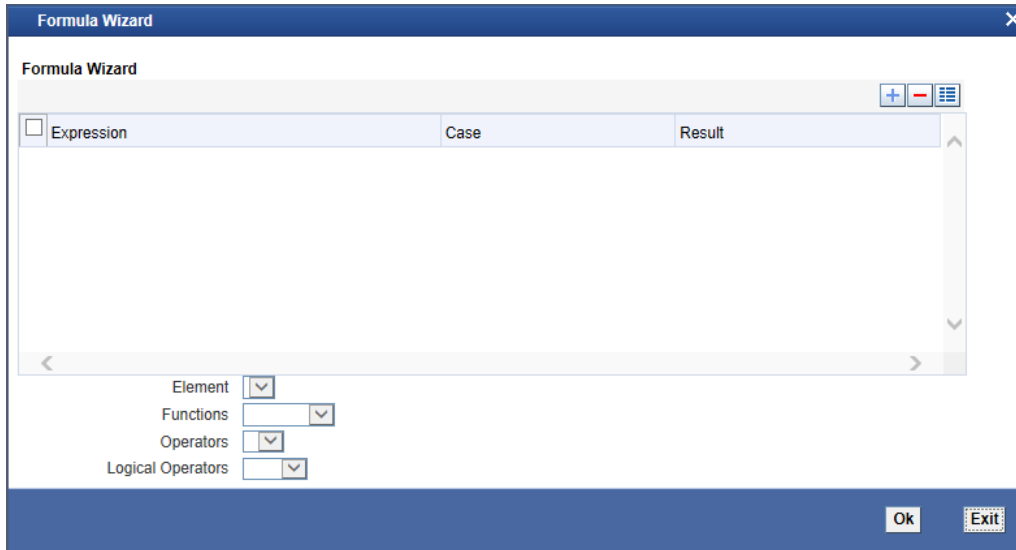 Formula Wizard
Formula Wizard
Expression Case Result
Element
Functions
Operators
Logical Operators
Ok Exit